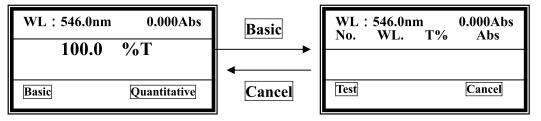 WL：546.0nm 0.000Abs
100.0 %T
Basic Quantitative
Basic
Cancel
WL：546.0nm 0.000Abs
No. WL. T% Abs
Test Cancel